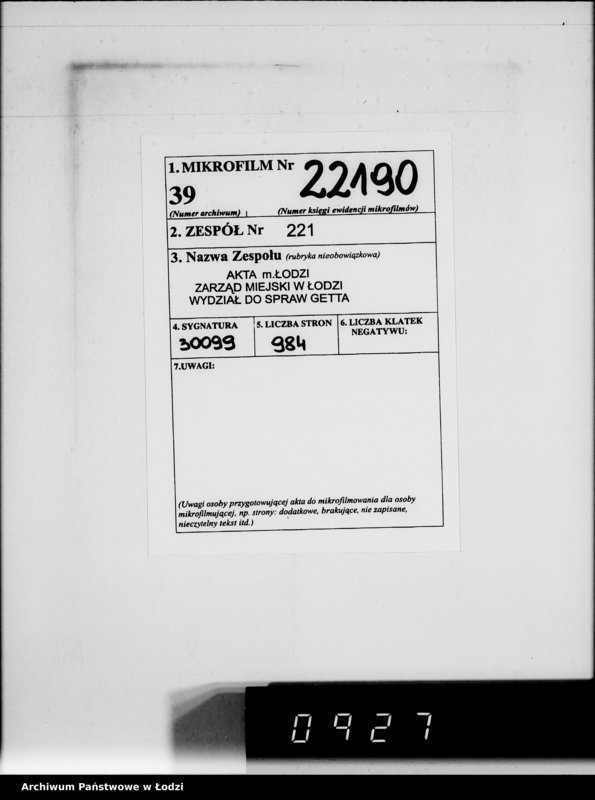 1. MIKROFILM Nr 22190
39
(Numer archiwum) (Numer księgi ewidencji mikrofilmów)
2. ZESPÓŁ Nr 221
3. Nazwa Zespołu (rubryka nieobowiązkowa)
AKTA m.ŁODZI
ZARZĄD MIEJSKI W ŁODZI
WYDZIAŁ DO SPRAW GETTA
4. SYGNATURA 5. LICZBA STRON 6. LICZBA KLATEK
NEGATYWU:
30099 984
7.UWAGI:
(Uwagi osoby przygotowującej akta do mikrofilmowania dla osoby
mikrofilmującej, np. strony: dodatkowe, brakujące, nie zapisane,
nieczytelny tekst itd.)
0927
Archiwum Państwowe w Łodzi